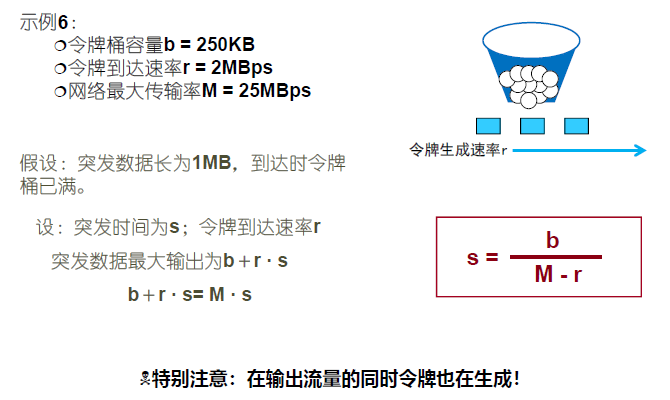 示例6：
❍令牌桶容量b = 250KB
❍令牌到达速率r = 2MBps
❍网络最大传输率M = 25MBps
令牌生成速率r
假设：突发数据长为1MB，到达时令牌
桶已满。
设：突发时间为s；令牌到达速率r
突发数据最大输出为b＋r · s
b＋r · s= M · s
s = b / (M - r)
☠特别注意：在输出流量的同时令牌也在生成！